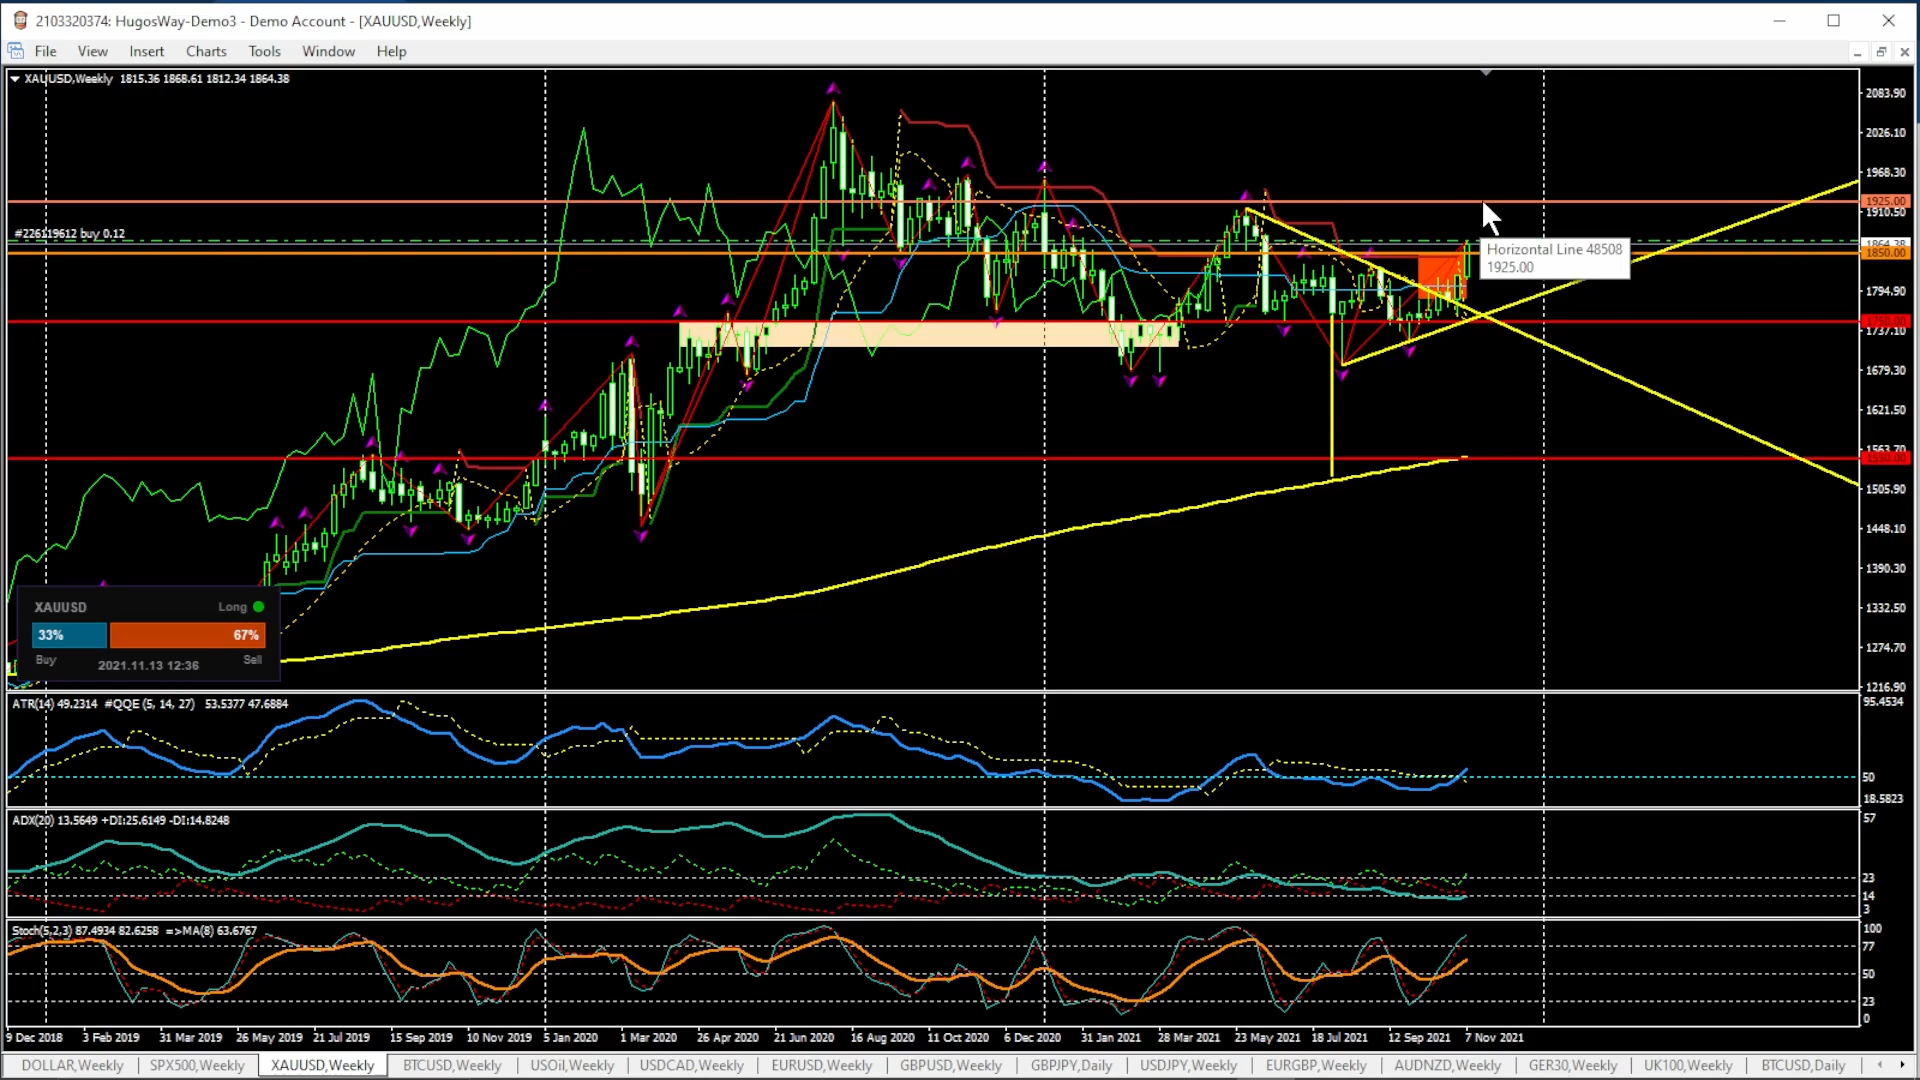 2103320374: HugosWay-Demo3 - Demo Account - [XAUUSD,Weekly]
File View Insert Charts Tools Window Help
XAUUSD,Weekly 1815.36 1868.61 1812.34 1864.38
2083.90
2026.10
1968.30
1925.00
1910.50
#226119612 buy 0.12
1864.38
1850.00
Horizontal Line 48508
1925.00
1794.90
1750.00
1737.10
1679.30
1621.50
1563.70
1505.90
1448.10
1390.30
1332.50
1274.70
1216.90
XAUUSD Long
33% 67%
Buy 2021.11.13 12:36 Sell
ATR(14) 49.2314 #QQE (5, 14, 27) 53.5377 47.6884
95.4534
50
18.5823
ADX(20) 13.5649 +DI:25.6149 -DI:14.8248
57
23
14
3
Stoch(5,2,3) 87.4934 82.6258 =>MA(8) 63.6767
100
77
50
23
0
9 Dec 2018 3 Feb 2019 31 Mar 2019 26 May 2019 21 Jul 2019 15 Sep 2019 10 Nov 2019 5 Jan 2020 1 Mar 2020 26 Apr 2020 21 Jun 2020 16 Aug 2020 11 Oct 2020 6 Dec 2020 31 Jan 2021 28 Mar 2021 23 May 2021 18 Jul 2021 12 Sep 2021 7 Nov 2021
DOLLAR,Weekly SPX500,Weekly XAUUSD,Weekly BTCUSD,Weekly USOil,Weekly USDCAD,Weekly EURUSD,Weekly GBPUSD,Weekly GBPJPY,Daily USDJPY,Weekly EURGBP,Weekly AUDNZD,Weekly GER30,Weekly UK100,Weekly BTCUSD,Daily